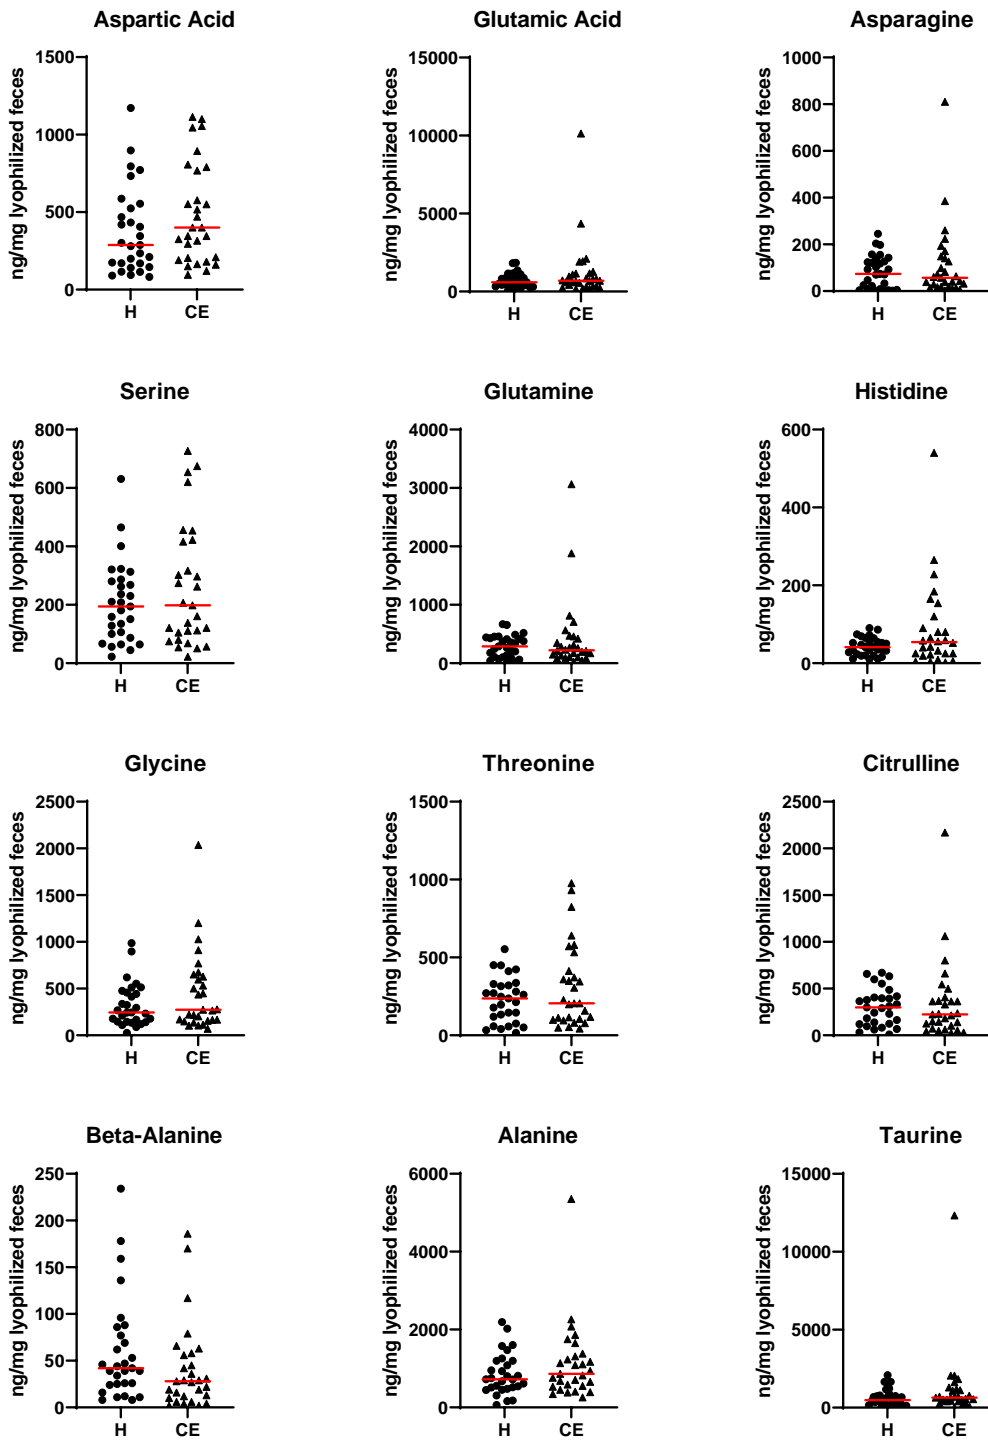 Aspartic Acid
ng/mg lyophilized feces
1500
1000
500
0
H CE
Glutamic Acid
ng/mg lyophilized feces
15000
10000
5000
0
H CE
Asparagine
ng/mg lyophilized feces
1000
800
600
400
200
0
H CE
Serine
ng/mg lyophilized feces
800
600
400
200
0
H CE
Glutamine
ng/mg lyophilized feces
4000
3000
2000
1000
0
H CE
Histidine
ng/mg lyophilized feces
600
400
200
0
H CE
Glycine
ng/mg lyophilized feces
2500
2000
1500
1000
500
0
H CE
Threonine
ng/mg lyophilized feces
1500
1000
500
0
H CE
Citrulline
ng/mg lyophilized feces
2500
2000
1500
1000
500
0
H CE
Beta-Alanine
ng/mg lyophilized feces
250
200
150
100
50
0
H CE
Alanine
ng/mg lyophilized feces
6000
4000
2000
0
H CE
Taurine
ng/mg lyophilized feces
15000
10000
5000
0
H CE